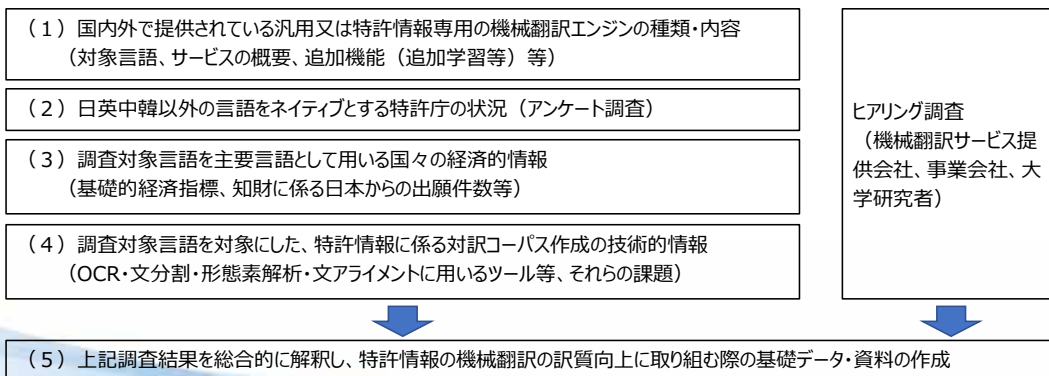 （１）国内外で提供されている汎用又は特許情報専用の機械翻訳エンジンの種類・内容
（対象言語、サービスの概要、追加機能（追加学習等）等）
（２）日英中韓以外の言語をネイティブとする特許庁の状況（アンケート調査）
（３）調査対象言語を主要言語として用いる国々の経済的情報
（基礎的経済指標、知財に係る日本からの出願件数等）
（４）調査対象言語を対象にした、特許情報に係る対訳コーパス作成の技術的情報
（OCR・文分割・形態素解析・文アライメントに用いるツール等、それらの課題）
ヒアリング調査
（機械翻訳サービス提
供会社、事業会社、大
学研究者）
（５）上記調査結果を総合的に解釈し、特許情報の機械翻訳の訳質向上に取り組む際の基礎データ・資料の作成